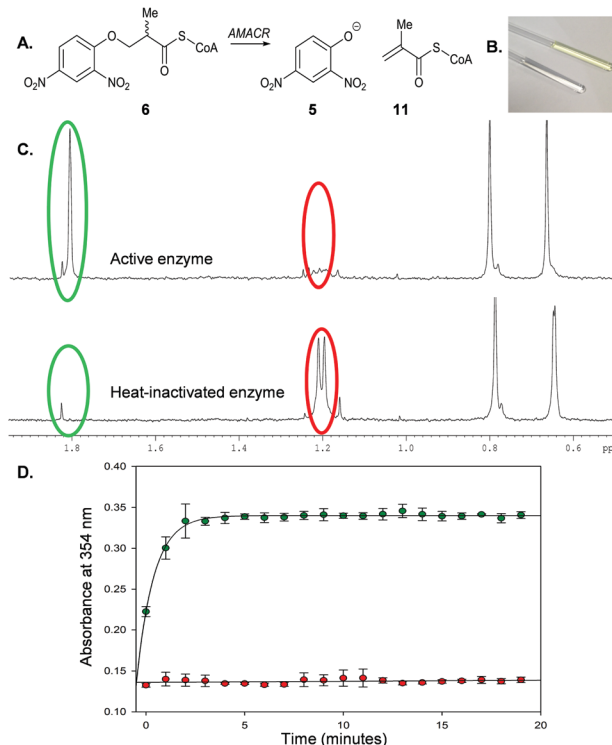 A.
Me
O
S
CoA
O
O₂N
NO₂
6
AMACR
O⊖
O₂N
NO₂
5
Me
S
CoA
O
11
B.
C.
Active enzyme
Heat-inactivated enzyme
1.8 1.6 1.4 1.2 1.0 0.8 0.6 pp
D.
Absorbance at 354 nm
0.40
0.35
0.30
0.25
0.20
0.15
0.10
0 5 10 15 20
Time (minutes)